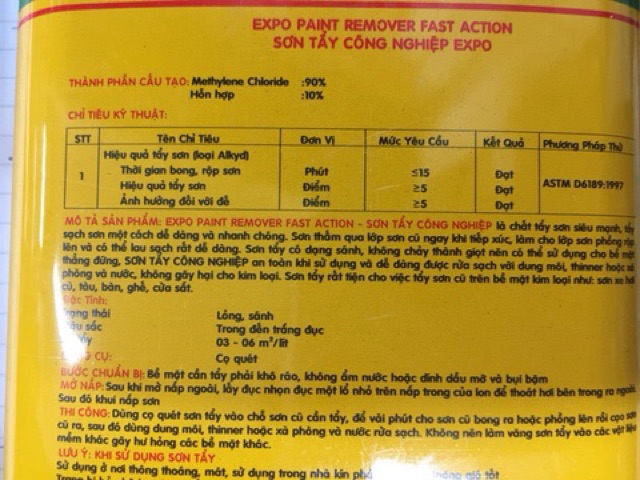 EXPO PAINT REMOVER FAST ACTION
SƠN TẨY CÔNG NGHIỆP EXPO
THÀNH PHẦN CẤU TẠO: Methylene Chloride :90%
Hỗn hợp :10%
CHỈ TIÊU KỸ THUẬT:
STT Tên Chỉ Tiêu Đơn Vị Mức Yêu Cầu Kết Quả Phương Pháp Thử
Hiệu quả tẩy sơn (loại Alkyd)
1 Thời gian bong, rộp sơn Phút ≤15 Đạt ASTM D6189:1997
Hiệu quả tẩy sơn Điểm ≥5 Đạt
Ảnh hưởng đối với đế Điểm ≥5 Đạt
MÔ TẢ SẢN PHẨM: EXPO PAINT REMOVER FAST ACTION - SƠN TẨY CÔNG NGHIỆP là chất tẩy sơn siêu mạnh, tẩy
sạch sơn một cách dễ dàng và nhanh chóng. Sơn thấm qua lớp sơn cũ ngay khi tiếp xúc, làm cho lớp sơn phồng rộp
lên và có thể lau sạch rất dễ dàng. Sơn tẩy có dạng sánh, không chảy thành giọt nên có thể sử dụng cho bề mặt
thẳng đứng, SƠN TẨY CÔNG NGHIỆP an toàn khi sử dụng và dễ dàng được rửa sạch với dung môi, thinner hoặc xà
phòng và nước, không gây hại cho kim loại. Sơn tẩy rất tiện cho việc tẩy sơn cũ trên bề mặt kim loại như: sơn xe hơi
cũ, tàu, bàn, ghế, cửa sắt.
Đặc Tính:
Trạng thái Lỏng, sánh
Màu sắc Trong đến trắng đục
03 - 06 m²/lít
CỤ: Cọ quét
BƯỚC CHUẨN BỊ: Bề mặt cần tẩy phải khô ráo, không ẩm nước hoặc dính dầu mỡ và bụi bặm
MỞ NẮP: Sau khi mở nắp ngoài, lấy đục nhọn đục một lổ nhỏ trên nắp trong của lon để thoát hơi bên trong ra ngoài.
Sau đó khui nắp sơn
THI CÔNG: Dùng cọ quét sơn tẩy vào chỗ sơn cũ cần tẩy, để vài phút cho sơn cũ bong ra hoặc phồng lên rồi cạo sơn
cũ ra, sau đó dùng dung môi, thinner hoặc xà phòng và nước rửa sạch. Không nên làm văng sơn tẩy vào các vật liệu
mềm khác gây hư hỏng các bề mặt khác.
LƯU Ý: KHI SỬ DỤNG SƠN TẨY
Sử dụng ở nơi thông thoáng, mát, sử dụng trong nhà kín gió tốt